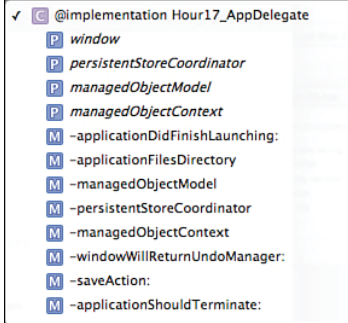 ✓ C @implementation Hour17_AppDelegate
P window
P persistentStoreCoordinator
P managedObjectModel
P managedObjectContext
M -applicationDidFinishLaunching:
M -applicationFilesDirectory
M -managedObjectModel
M -persistentStoreCoordinator
M -managedObjectContext
M -windowWillReturnUndoManager:
M -saveAction:
M -applicationShouldTerminate: